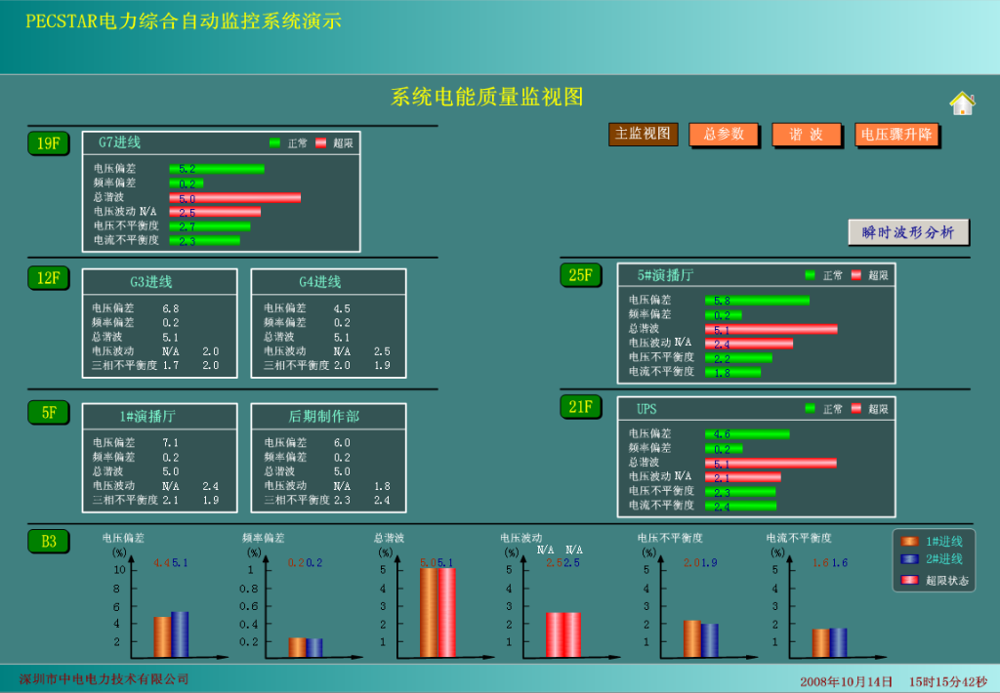 PECSTAR电力综合自动监控系统演示
系统电能质量监视图
主监视图 总参数 谐 波 电压骤升降
瞬时波形分析
19F
G7进线 正常 超限
电压偏差 5.2
频率偏差 0.2
总谐波 5.0
电压波动 N/A 2.5
电压不平衡度 2.7
电流不平衡度 2.3
12F
G3进线
电压偏差 6.8
频率偏差 0.2
总谐波 5.1
电压波动 N/A 2.0
三相不平衡度 1.7 2.0
G4进线
电压偏差 4.5
频率偏差 0.2
总谐波 5.1
电压波动 N/A 2.5
三相不平衡度 2.0 1.9
25F
5#演播厅 正常 超限
电压偏差 5.8
频率偏差 0.2
总谐波 5.1
电压波动 N/A 2.4
电压不平衡度 2.2
电流不平衡度 1.8
5F
1#演播厅
电压偏差 7.1
频率偏差 0.2
总谐波 5.0
电压波动 N/A 2.4
三相不平衡度 2.1 1.9
后期制作部
电压偏差 6.0
频率偏差 0.2
总谐波 5.0
电压波动 N/A 1.8
三相不平衡度 2.3 2.4
21F
UPS 正常 超限
电压偏差 4.6
频率偏差 0.2
总谐波 5.1
电压波动 N/A 2.1
电压不平衡度 2.3
电流不平衡度 2.4
B3
电压偏差
(%)
4.4 5.1
10
8
6
4
2
频率偏差
(%)
0.2 0.2
1
0.8
0.6
0.4
0.2
总谐波
(%)
5.0 5.1
5
4
3
2
1
电压波动
(%) N/A N/A
2.5 2.5
5
4
3
2
1
电压不平衡度
(%)
2.0 1.9
5
4
3
2
1
电流不平衡度
(%)
1.6 1.6
5
4
3
2
1
1#进线
2#进线
超限状态
深圳市中电电力技术有限公司
2008年10月14日 15时15分42秒